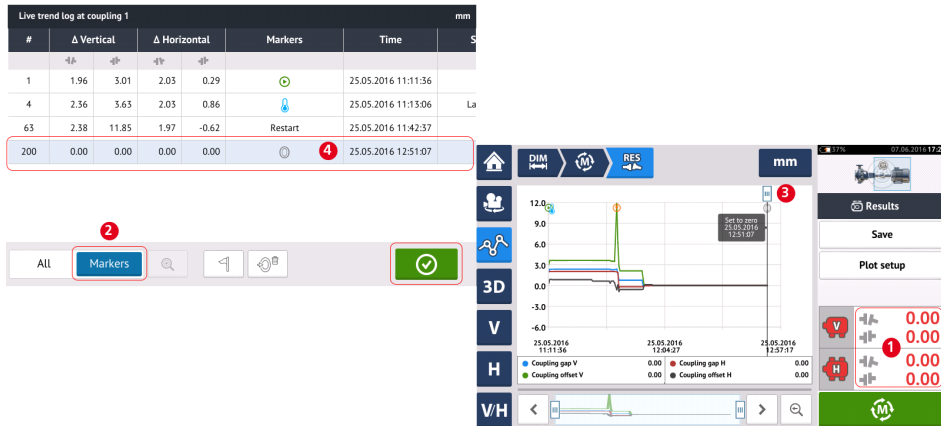 Live trend log at coupling 1 mm
# Δ Vertical Δ Horizontal Markers Time
1 1.96 3.01 2.03 0.29 25.05.2016 11:11:36
4 2.36 3.63 2.03 0.86 25.05.2016 11:13:06 La
63 2.38 11.85 1.97 -0.62 Restart 25.05.2016 11:42:37
200 0.00 0.00 0.00 0.00 4 25.05.2016 12:51:07
2
All Markers
DIM M RES mm
37% 07.06.2016 17:2
3
12.0
9.0
6.0
3.0
0.0
-3.0
-6.0
Set to zero
25.05.2016
12:51:07
25.05.2016 25.05.2016 25.05.2016
11:11:36 12:04:27 12:57:17
Coupling gap V 0.00 Coupling gap H 0.00
Coupling offset V 0.00 Coupling offset H 0.00
3D
V
H
V/H
Results
Save
Plot setup
V 0.00
0.00
1
H 0.00
0.00
M